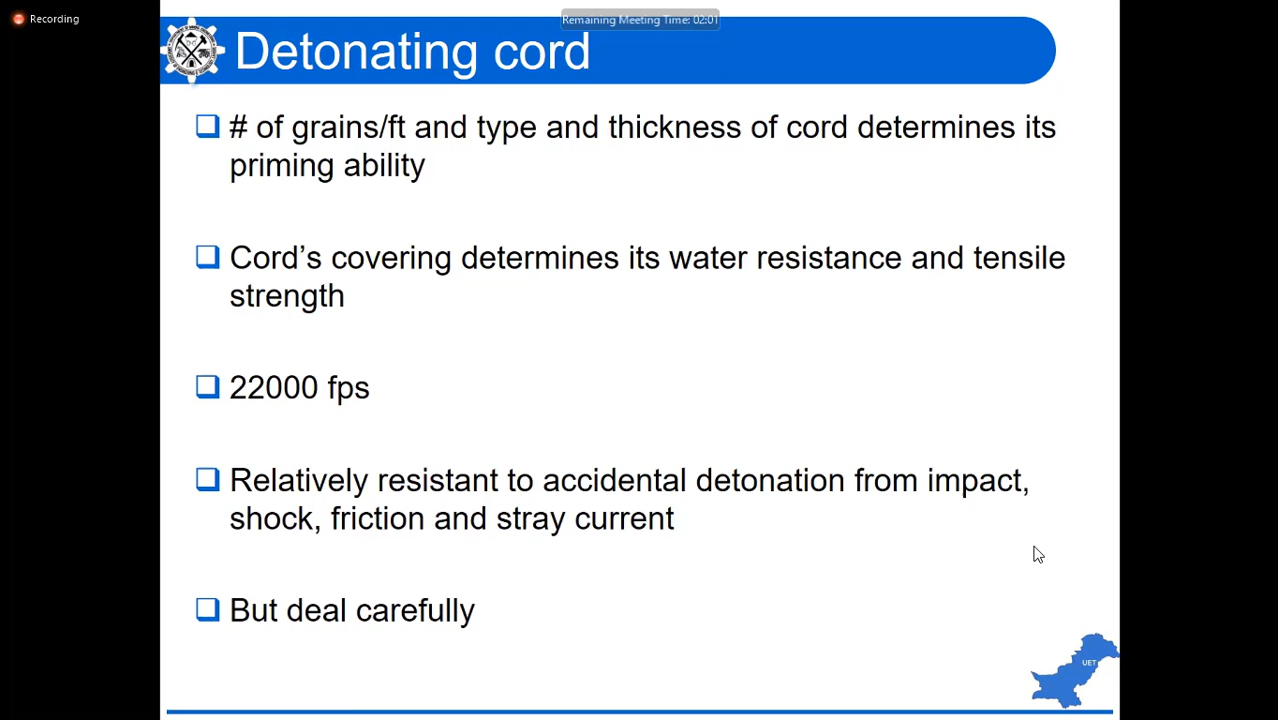 Recording
Remaining Meeting Time: 02:01
Detonating cord
# of grains/ft and type and thickness of cord determines its
priming ability
Cord’s covering determines its water resistance and tensile
strength
22000 fps
Relatively resistant to accidental detonation from impact,
shock, friction and stray current
But deal carefully
UET